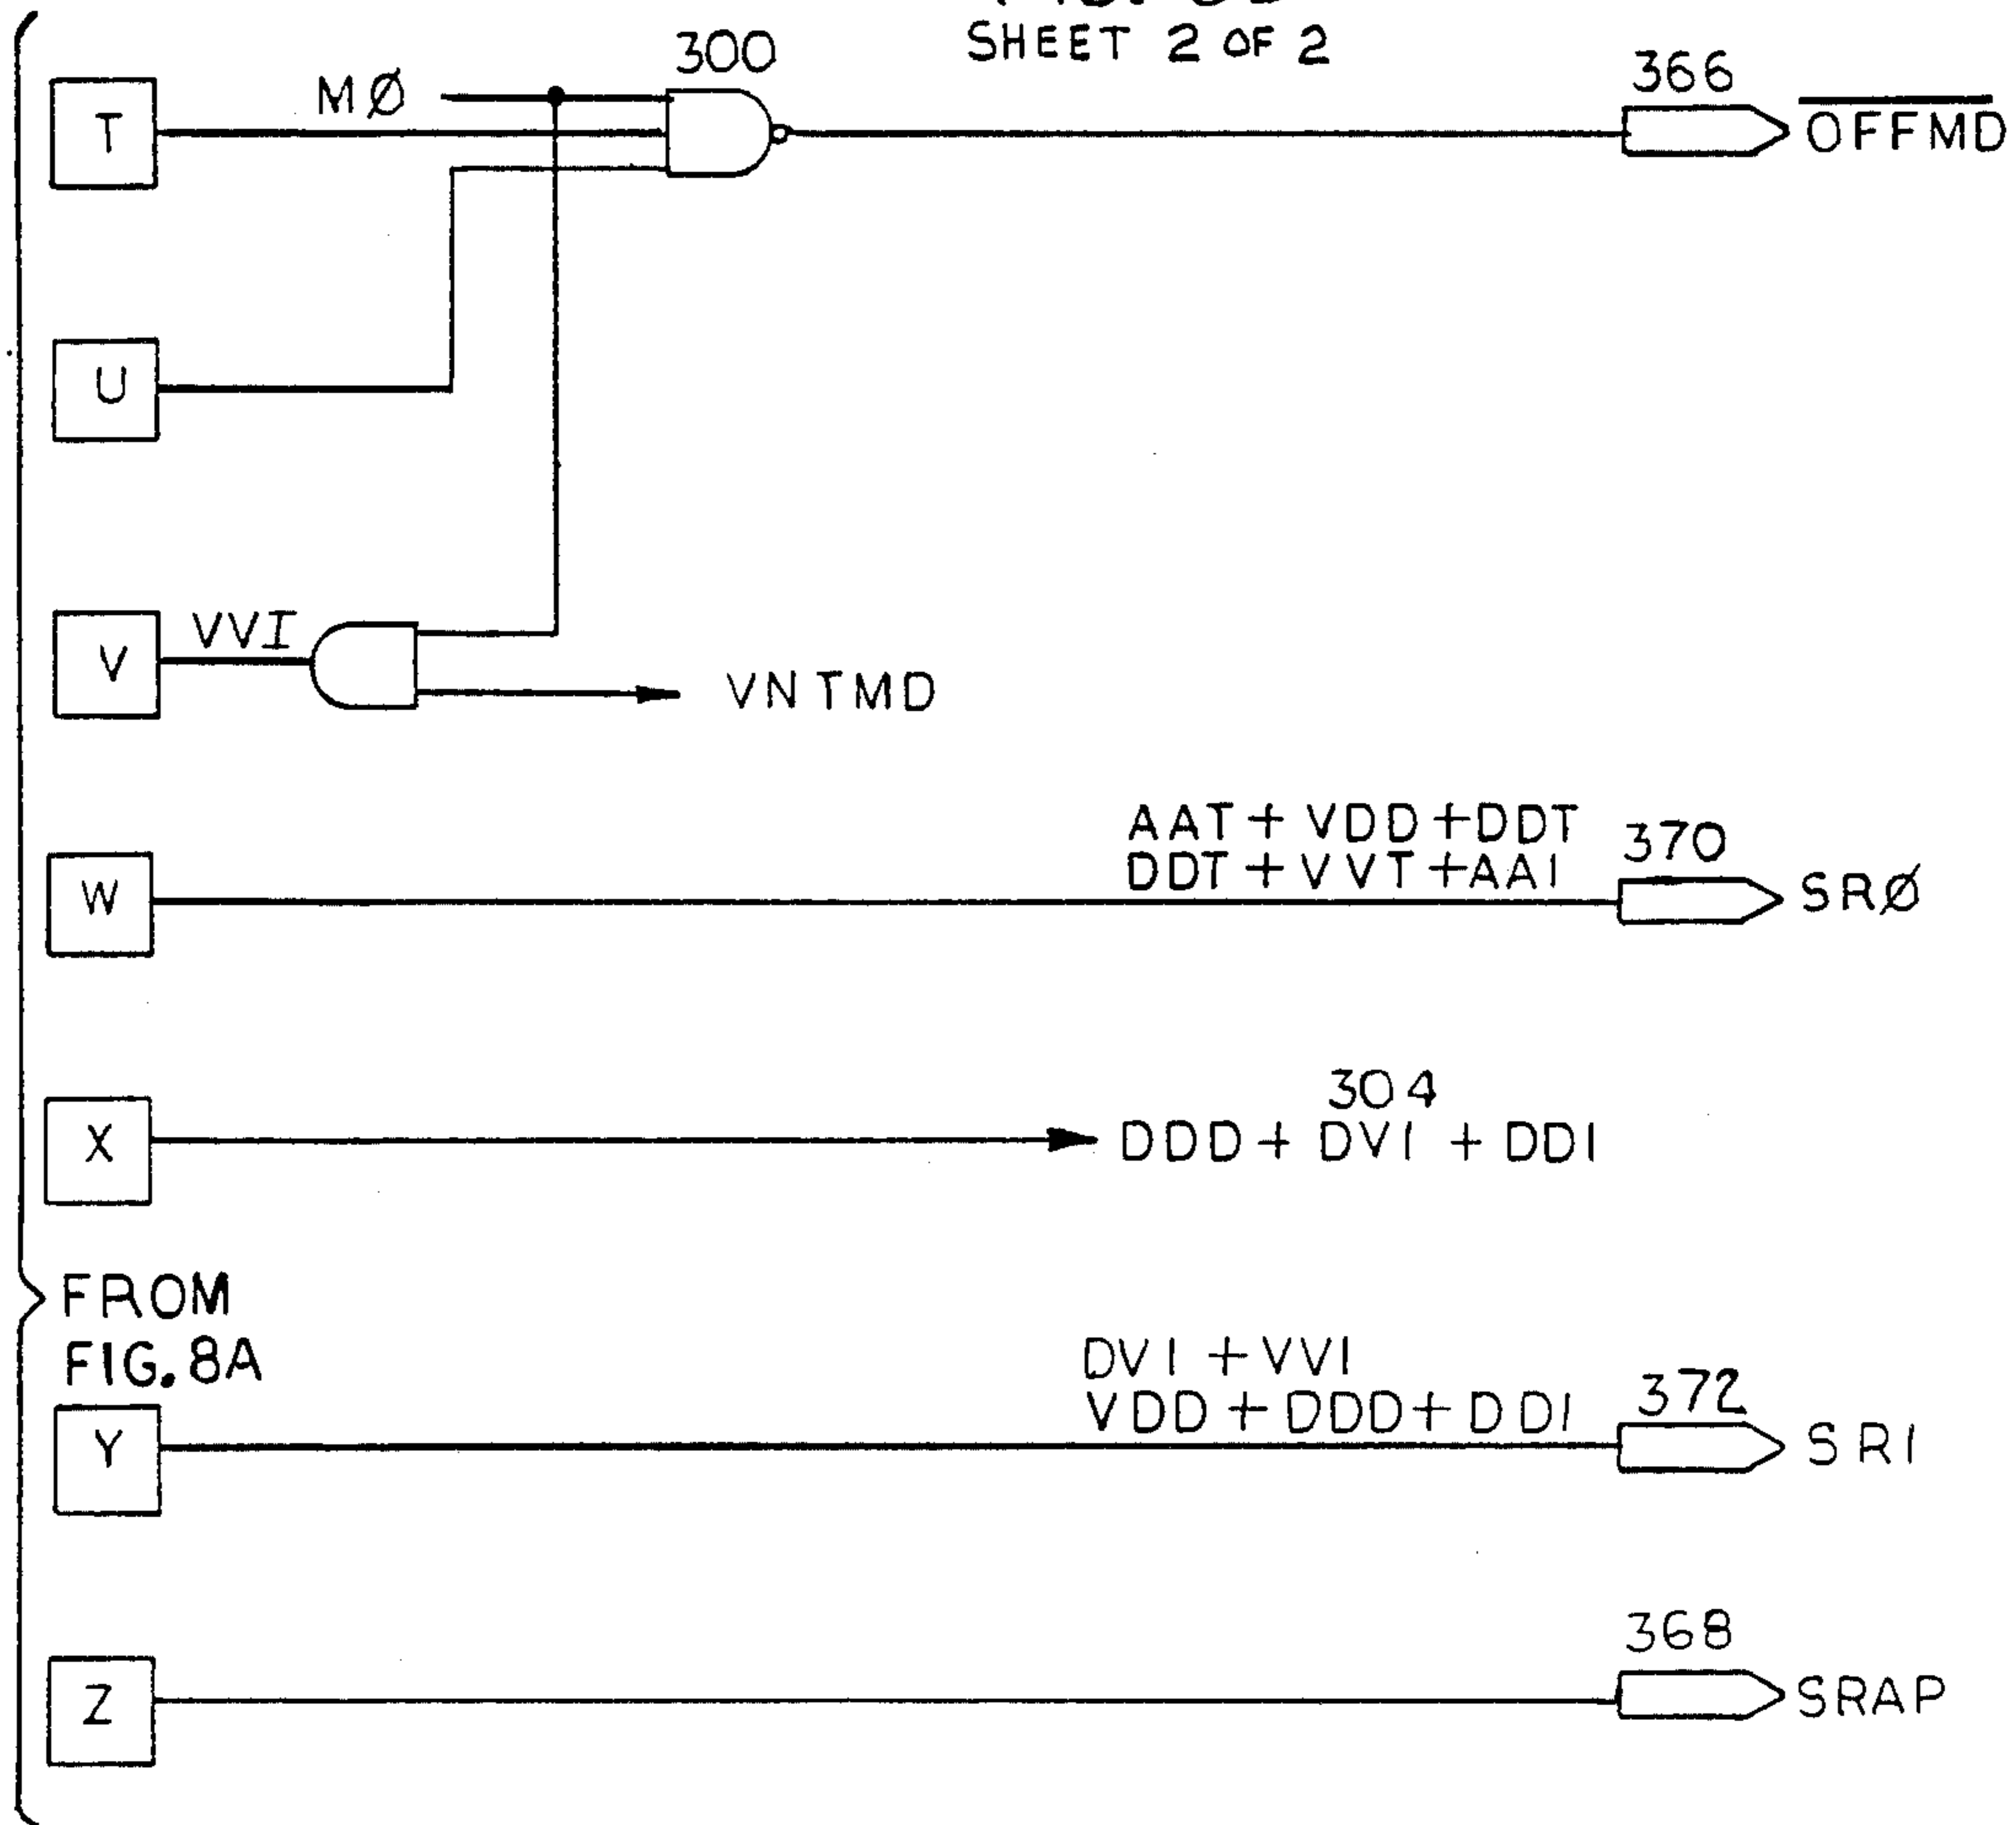 SHEET 2 OF 2
300
366
MØ
T
OFFMD
U
VVI
V
VNTMD
AAT + VDD + DDT
DDT + VVT + AAI
370
W
SRØ
304
X
DDD + DVI + DDI
FROM
FIG. 8A
DVI + VVI
VDD + DDD + DDI
372
Y
SRI
368
Z
SRAP